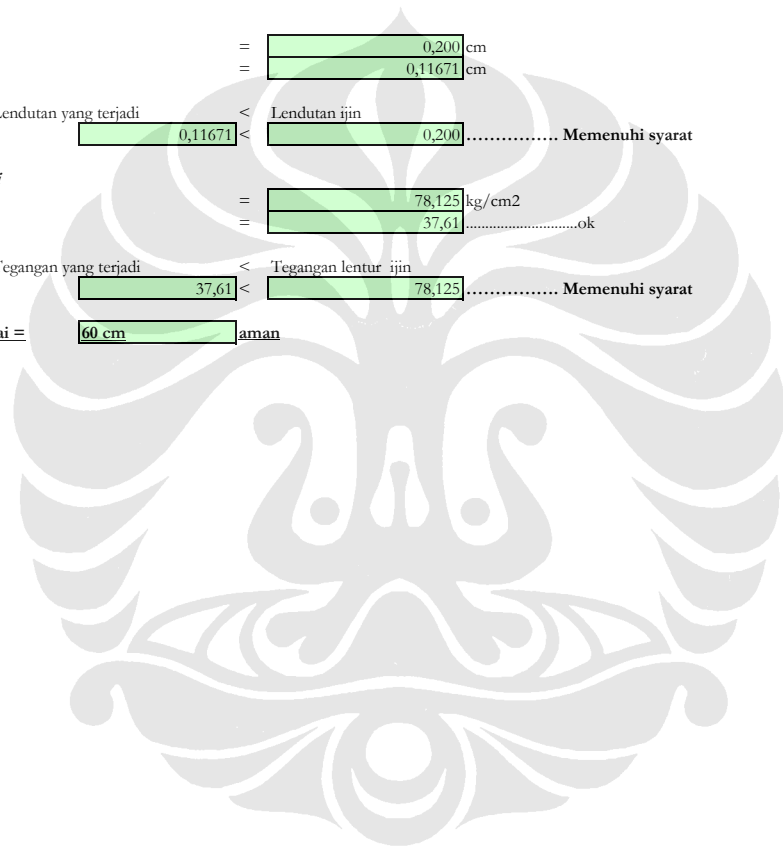 = 0,200 cm
= 0,11671 cm
Lendutan yang terjadi < Lendutan ijin
0,11671 < 0,200 ……………. Memenuhi syarat
= 78,125 kg/cm2
= 37,61 .............................ok
Tegangan yang terjadi < Tegangan lentur ijin
37,61 < 78,125 ……………. Memenuhi syarat
= 60 cm aman